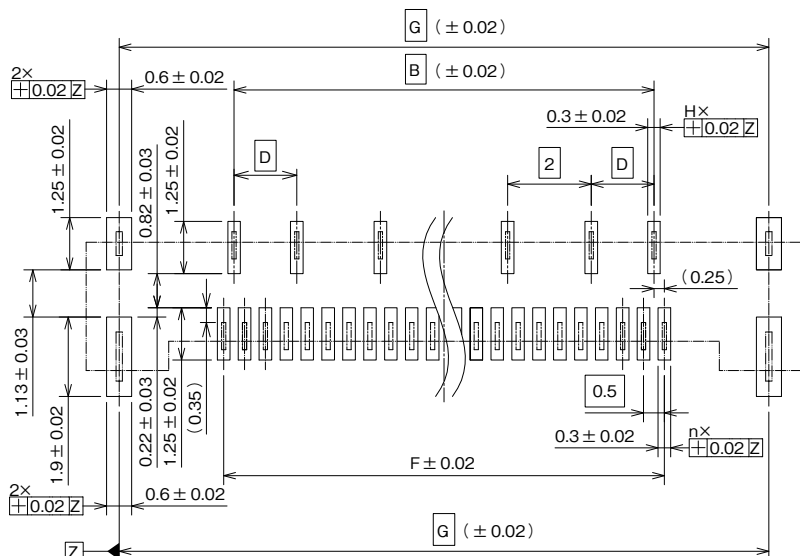 G (±0.02)
2×
⌖ 0.02 Z
0.6±0.02
B (±0.02)
H×
⌖ 0.02 Z
0.3±0.02
D
2
D
1.25±0.02
0.82±0.03
1.25±0.02
(0.25)
1.13±0.03
1.9±0.02
0.22±0.03
1.25±0.02
(0.35)
0.5
0.3±0.02
n×
⌖ 0.02 Z
F±0.02
2×
⌖ 0.02 Z
0.6±0.02
G (±0.02)
Z